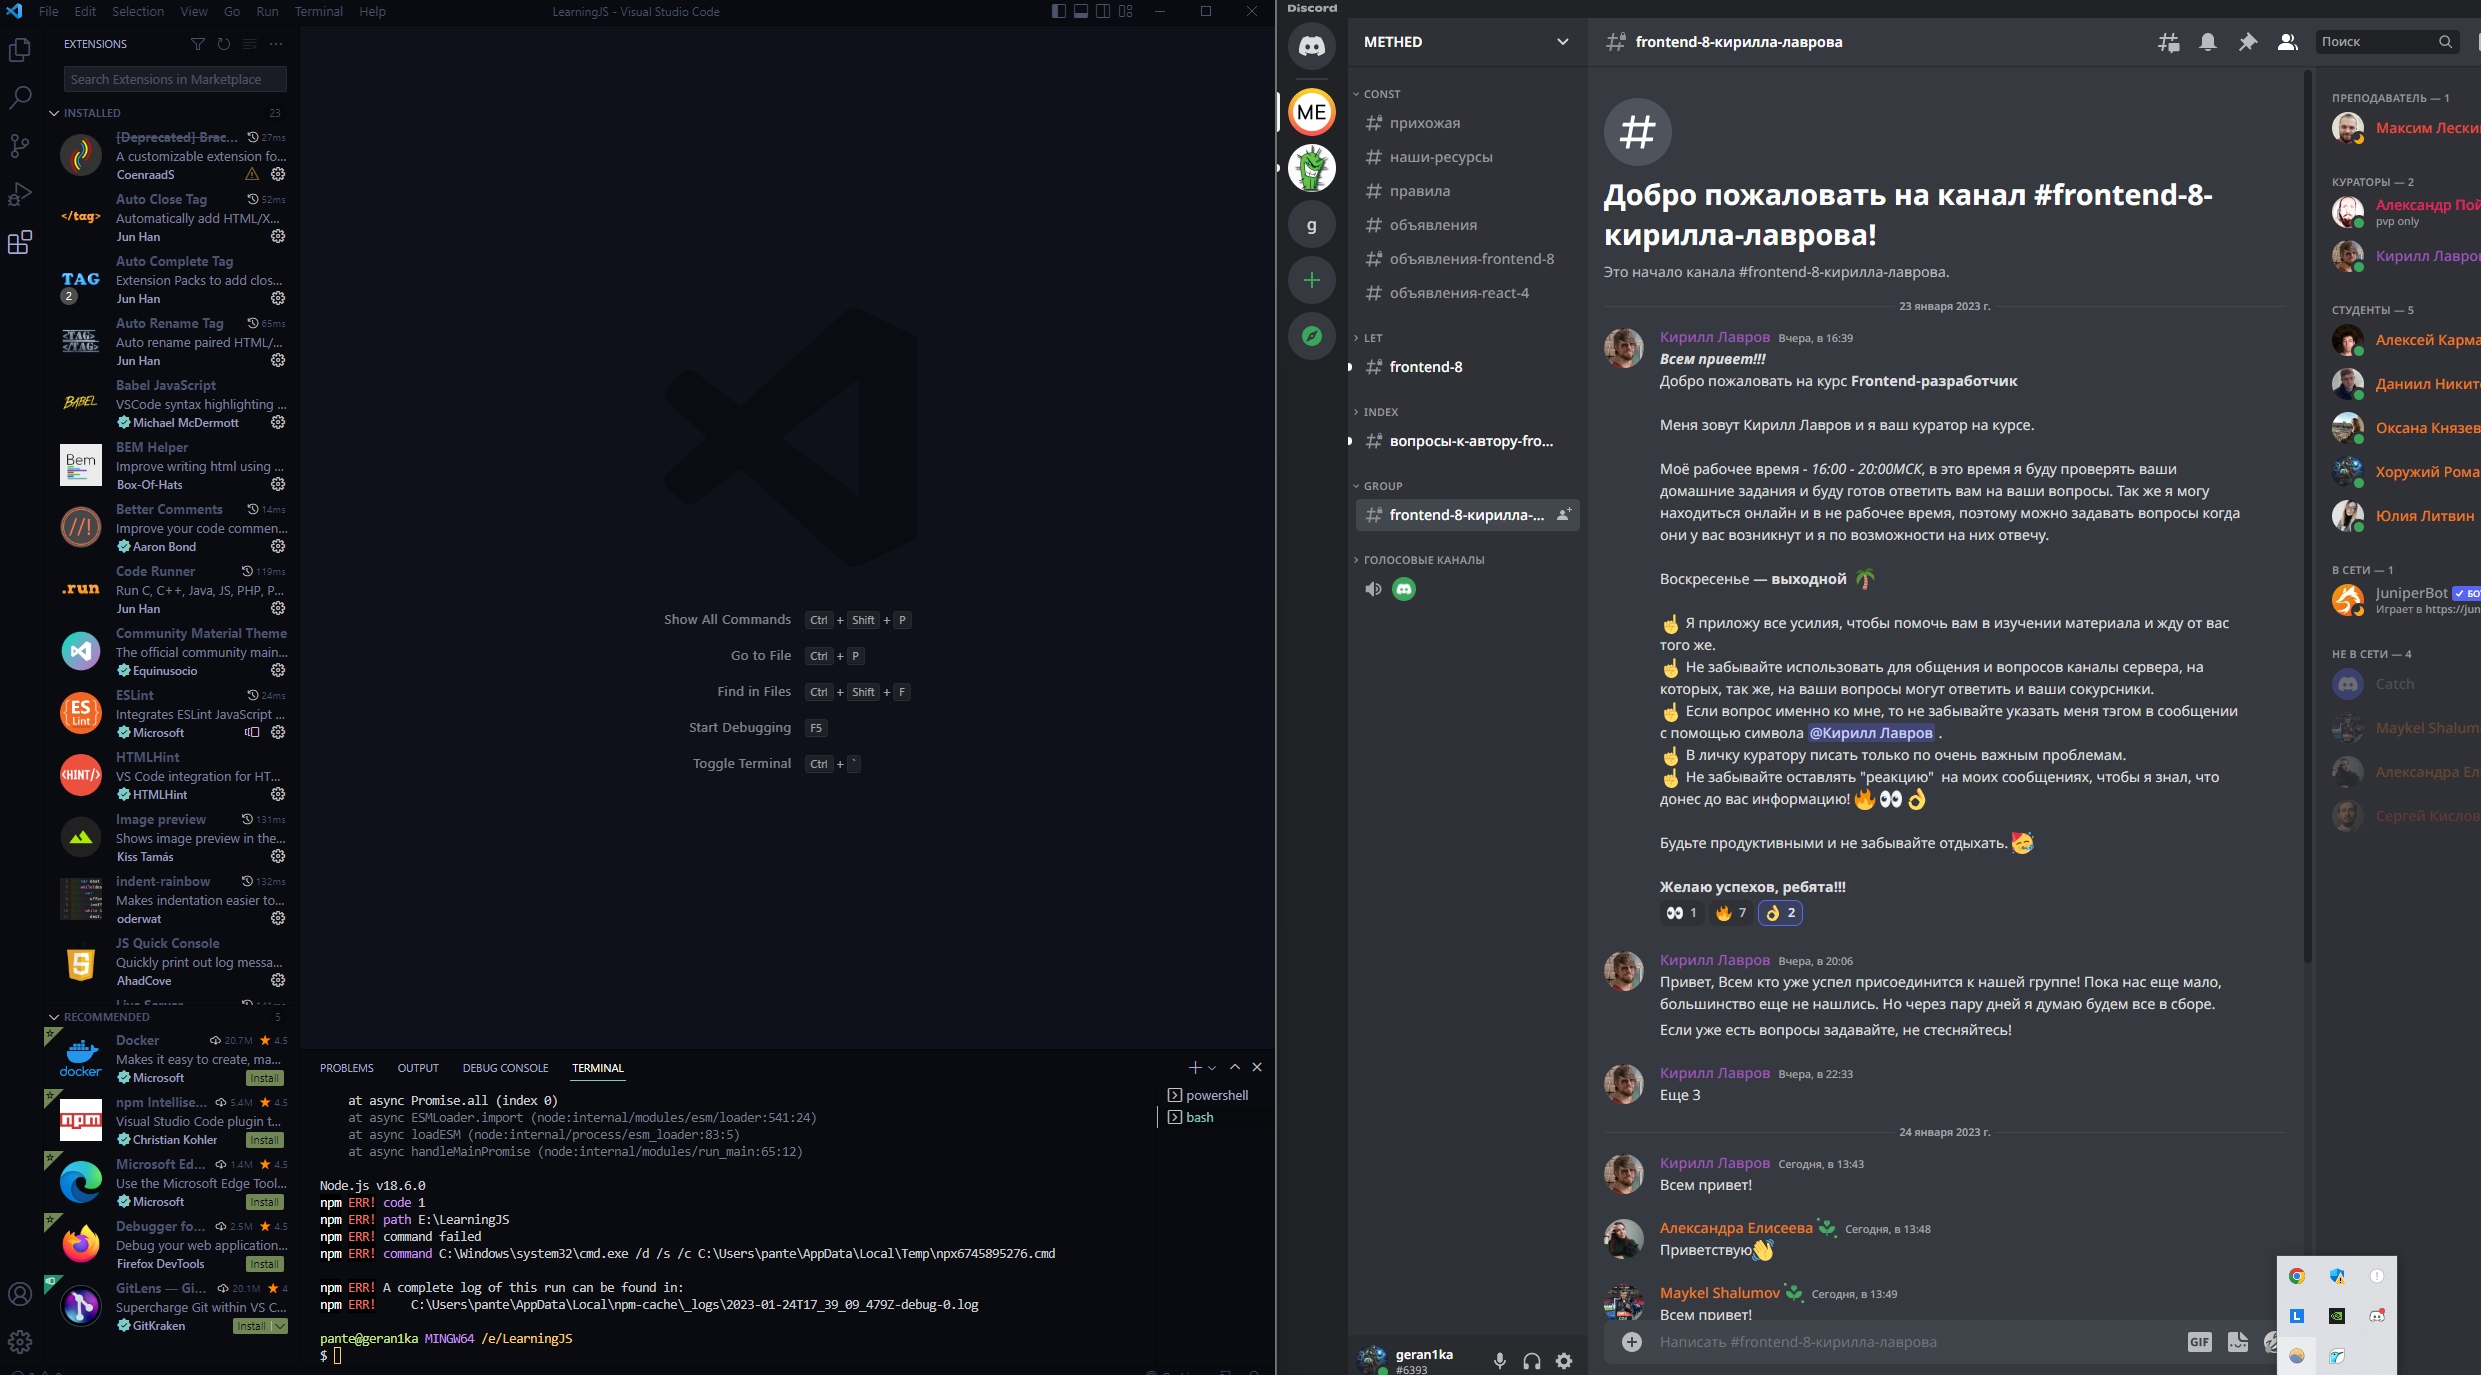 File Edit Selection View Go Run Terminal Help
LearningJS - Visual Studio Code
EXTENSIONS
Search Extensions in Marketplace
INSTALLED 23
[Deprecated] Brac... 27ms
A customizable extension fo...
CoenraadS
Auto Close Tag 52ms
</tag>
Automatically add HTML/X...
Jun Han
Auto Complete Tag
TAG
2
Extension Packs to add clos...
Jun Han
Auto Rename Tag 65ms
<TAG>
</TAG>
Auto rename paired HTML/...
Jun Han
Babel JavaScript
BABEL
VSCode syntax highlighting ...
Michael McDermott
BEM Helper
Bem
Improve writing html using ...
Box-Of-Hats
Better Comments 14ms
//!
Improve your code commen...
Aaron Bond
Code Runner 119ms
.run
Run C, C++, Java, JS, PHP, P...
Jun Han
Community Material Theme
The official community main...
Equinusocio
ESLint 24ms
ES
Lint
Integrates ESLint JavaScript ...
Microsoft
HTMLHint
<HINT/>
VS Code integration for HT...
HTMLHint
Image preview 131ms
Shows image preview in the...
Kiss Tamás
indent-rainbow 132ms
Makes indentation easier to...
oderwat
JS Quick Console
Quickly print out log messa...
AhadCove
Live Server 141ms
RECOMMENDED 5
Docker 20.7M 4.5
docker
Makes it easy to create, ma...
Microsoft Install
npm Intellise... 5.4M 4.5
npm
Visual Studio Code plugin t...
Christian Kohler Install
Microsoft Ed... 1.4M 4.5
Use the Microsoft Edge Tool...
Microsoft Install
Debugger fo... 2.5M 4.5
Debug your web application...
Firefox DevTools Install
GitLens — Gi... 20.1M 4
Supercharge Git within VS C...
GitKraken Install
Show All Commands Ctrl + Shift + P
Go to File Ctrl + P
Find in Files Ctrl + Shift + F
Start Debugging F5
Toggle Terminal Ctrl + `
PROBLEMS OUTPUT DEBUG CONSOLE TERMINAL
powershell
bash
at async Promise.all (index 0)
at async ESMLoader.import (node:internal/modules/esm/loader:541:24)
at async loadESM (node:internal/process/esm_loader:83:5)
at async handleMainPromise (node:internal/modules/run_main:65:12)
Node.js v18.6.0
npm ERR! code 1
npm ERR! path E:\LearningJS
npm ERR! command failed
npm ERR! command C:\Windows\system32\cmd.exe /d /s /c C:\Users\pante\AppData\Local\Temp\npx6745895276.cmd
npm ERR! A complete log of this run can be found in:
npm ERR!     C:\Users\pante\AppData\Local\npm-cache\_logs\2023-01-24T17_39_09_479Z-debug-0.log
pante@geran1ka MINGW64 /e/LearningJS
$
Discord
ME
g
METHED
CONST
прихожая
наши-ресурсы
правила
объявления
объявления-frontend-8
объявления-react-4
LET
frontend-8
INDEX
вопросы-к-автору-fro...
GROUP
frontend-8-кирилла-...
ГОЛОСОВЫЕ КАНАЛЫ
geran1ka
#6393
frontend-8-кирилла-лаврова
Поиск
#
Добро пожаловать на канал #frontend-8-
кирилла-лаврова!
Это начало канала #frontend-8-кирилла-лаврова.
23 января 2023 г.
Кирилл Лавров Вчера, в 16:39
Всем привет!!!
Добро пожаловать на курс Frontend-разработчик
Меня зовут Кирилл Лавров и я ваш куратор на курсе.
Моё рабочее время - 16:00 - 20:00МСК, в это время я буду проверять ваши
домашние задания и буду готов ответить вам на ваши вопросы. Так же я могу
находиться онлайн и в не рабочее время, поэтому можно задавать вопросы когда
они у вас возникнут и я по возможности на них отвечу.
Воскресенье — выходной 🌴
☝️ Я приложу все усилия, чтобы помочь вам в изучении материала и жду от вас
того же.
☝️ Не забывайте использовать для общения и вопросов каналы сервера, на
которых, так же, на ваши вопросы могут ответить и ваши сокурсники.
☝️ Если вопрос именно ко мне, то не забывайте указать меня тэгом в сообщении
с помощью символа @Кирилл Лавров .
☝️ В личку куратору писать только по очень важным проблемам.
☝️ Не забывайте оставлять "реакцию" на моих сообщениях, чтобы я знал, что
донес до вас информацию! 🔥👀👌
Будьте продуктивными и не забывайте отдыхать. 🥳
Желаю успехов, ребята!!!
👀 1 🔥 7 👌 2
Кирилл Лавров Вчера, в 20:06
Привет, Всем кто уже успел присоединится к нашей группе! Пока нас еще мало,
большинство еще не нашлись. Но через пару дней я думаю будем все в сборе.
Если уже есть вопросы задавайте, не стесняйтесь!
Кирилл Лавров Вчера, в 22:33
Еще 3
24 января 2023 г.
Кирилл Лавров Сегодня, в 13:43
Всем привет!
Александра Елисеева Сегодня, в 13:48
Приветствую👋
Maykel Shalumov Сегодня, в 13:49
Всем привет!
Написать #frontend-8-кирилла-лаврова
GIF
ПРЕПОДАВАТЕЛЬ — 1
Максим Лески
КУРАТОРЫ — 2
Александр Пой
pvp only
Кирилл Лавро
СТУДЕНТЫ — 5
Алексей Карма
Даниил Никит
Оксана Князев
Хоружий Рома
Юлия Литвин
В СЕТИ — 1
JuniperBot ✓ БО
Играет в https://jun
НЕ В СЕТИ — 4
Catch
Maykel Shalum
Александра Ел
Сергей Кислов
L